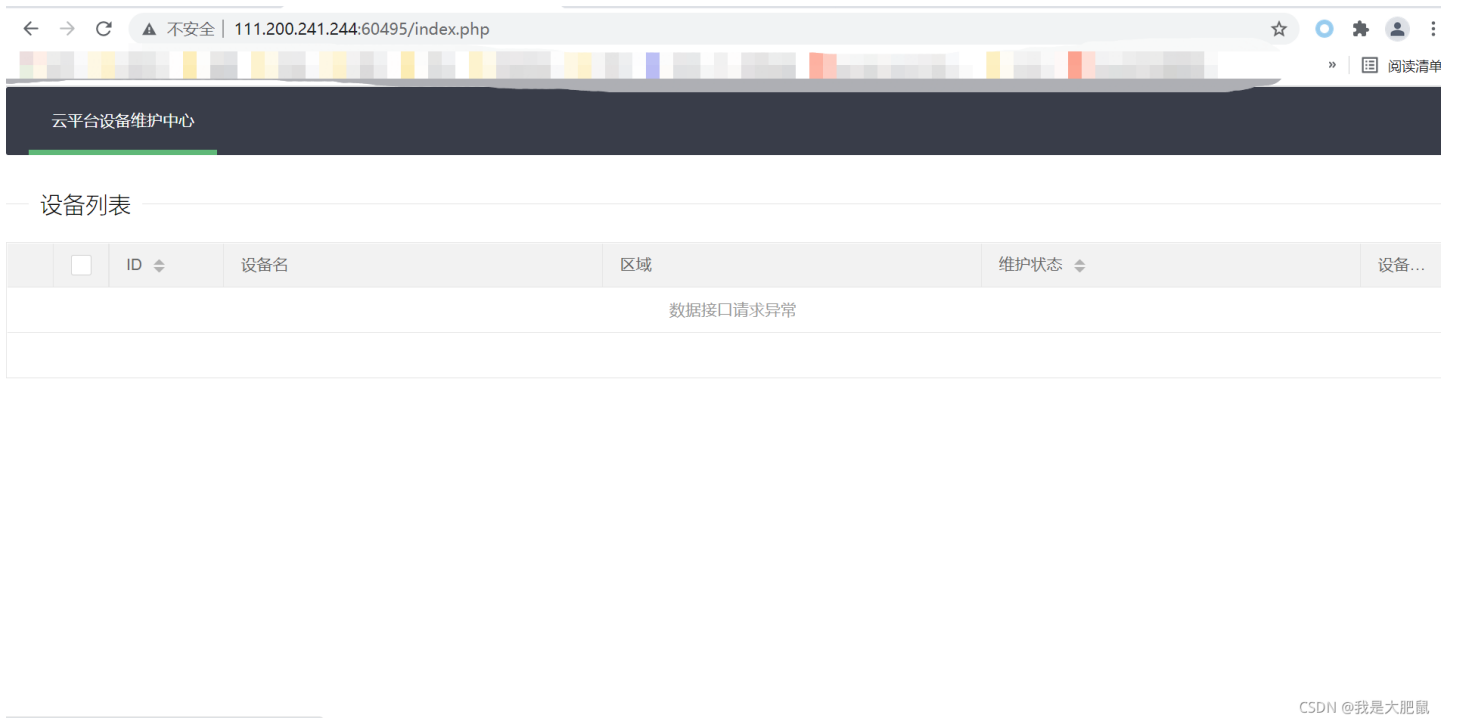 不安全 111.200.241.244:60495/index.php
» 阅读清单
云平台设备维护中心
设备列表
ID 设备名 区域 维护状态 设备...
数据接口请求异常
CSDN @我是大肥鼠